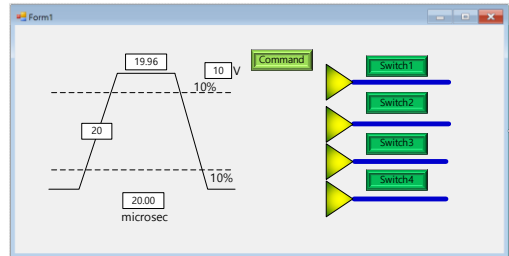 Form1
19.96
10 V
10%
Command
20
10%
20.00
microsec
Switch1
Switch2
Switch3
Switch4